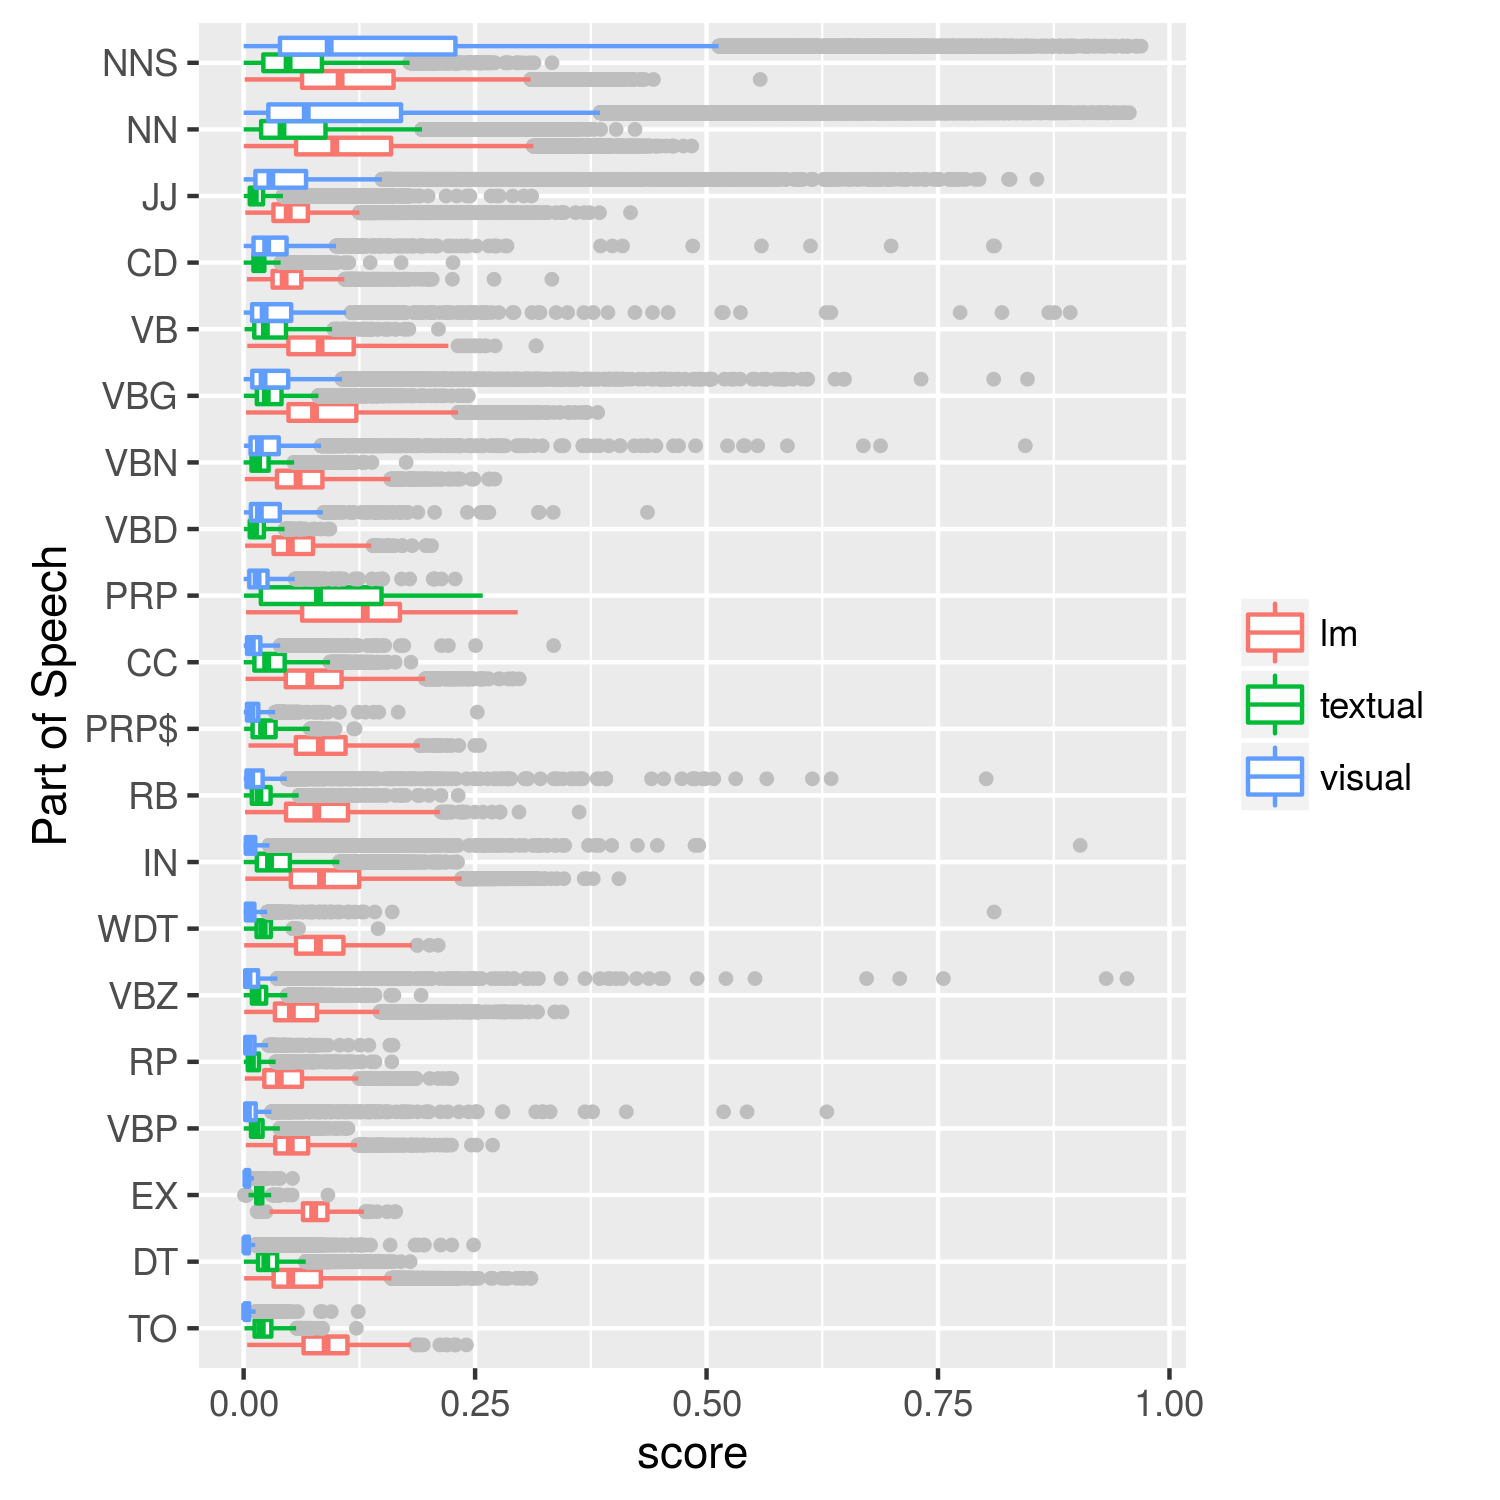 NNS
NN
JJ
CD
VB
VBG
VBN
VBD
PRP
CC
PRP$
RB
IN
WDT
VBZ
RP
VBP
EX
DT
TO
Part of Speech
0.00 0.25 0.50 0.75 1.00
score
lm
textual
visual